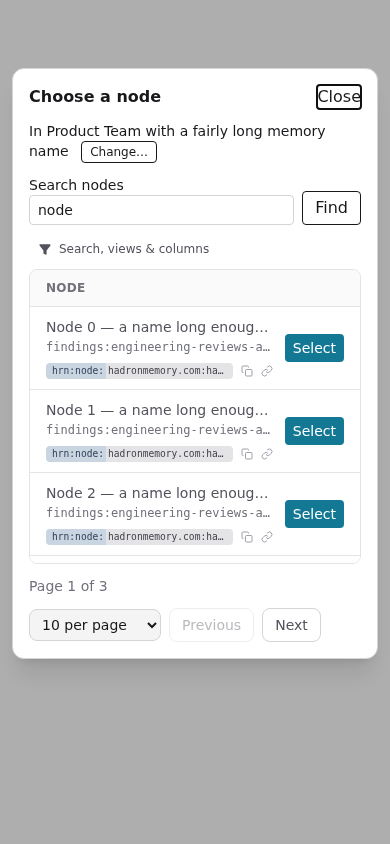 Choose a node
Close
In Product Team with a fairly long memory
name Change…
Search nodes
node
Find
Search, views & columns
NODE
Node 0 — a name long enoug…
findings:engineering-reviews-a…
hrn:node: hadronmemory.com:ha…
Select
Node 1 — a name long enoug…
findings:engineering-reviews-a…
hrn:node: hadronmemory.com:ha…
Select
Node 2 — a name long enoug…
findings:engineering-reviews-a…
hrn:node: hadronmemory.com:ha…
Select
Page 1 of 3
10 per page
Previous
Next